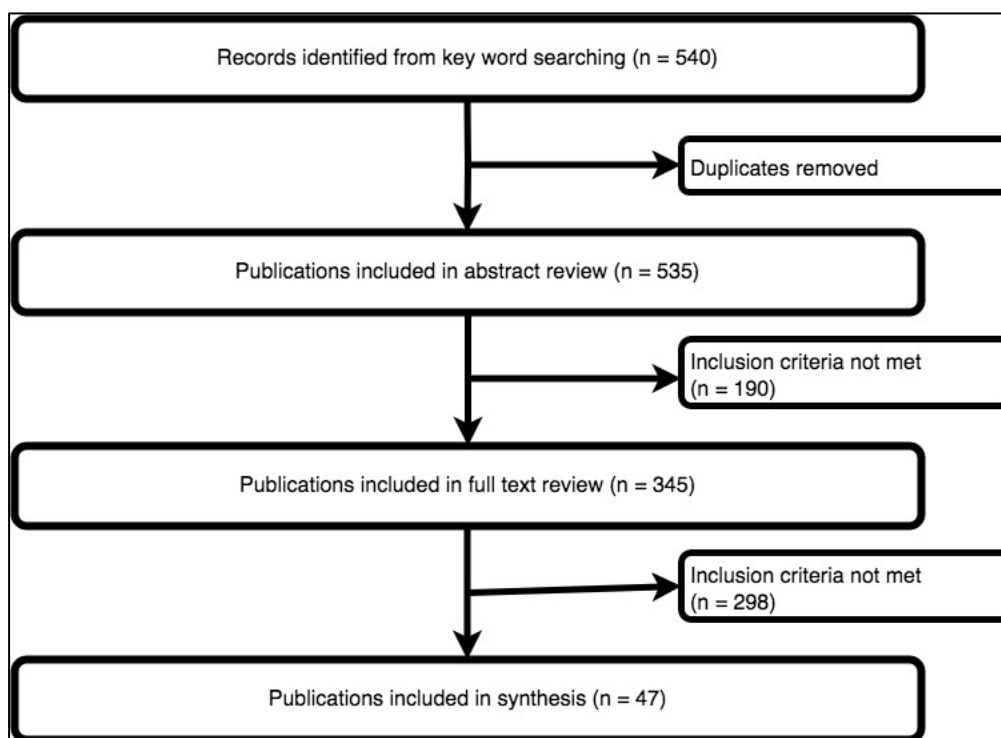 Records identified from key word searching (n = 540)
Duplicates removed
Publications included in abstract review (n = 535)
Inclusion criteria not met
(n = 190)
Publications included in full text review (n = 345)
Inclusion criteria not met
(n = 298)
Publications included in synthesis (n = 47)